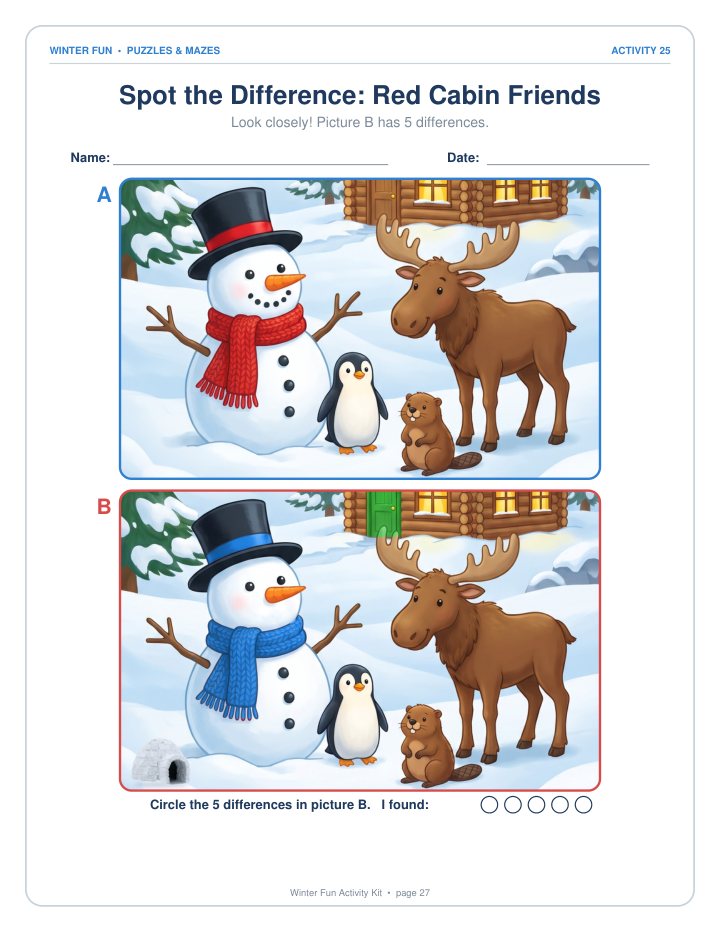 WINTER FUN • PUZZLES & MAZES ACTIVITY 25
Spot the Difference: Red Cabin Friends
Look closely! Picture B has 5 differences.
Name: Date:
A
B
Circle the 5 differences in picture B. I found:
Winter Fun Activity Kit • page 27